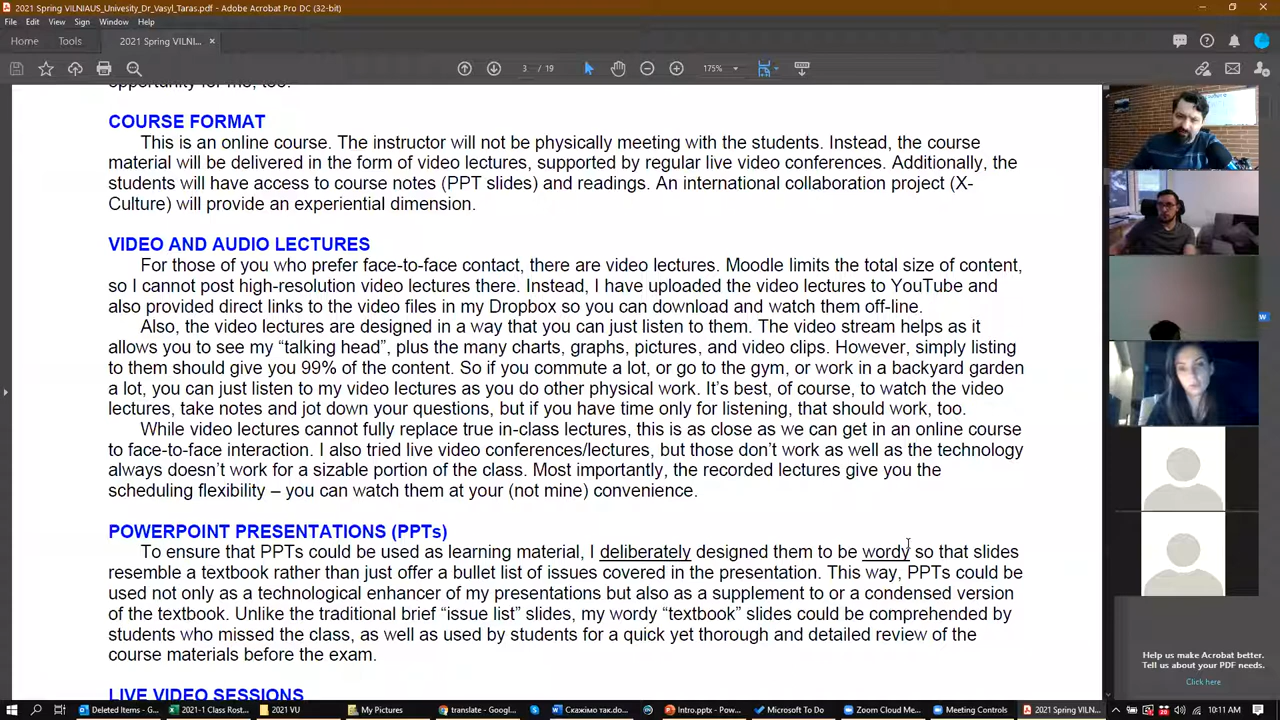 2021 Spring VILNIAUS_Univesity_Dr_Vasyl_Taras.pdf - Adobe Acrobat Pro DC (32-bit)
File Edit View Sign Window Help
Home Tools 2021 Spring VILNI... ×
3 / 19 175%
opportunity for me, too.
COURSE FORMAT
This is an online course. The instructor will not be physically meeting with the students. Instead, the course
material will be delivered in the form of video lectures, supported by regular live video conferences. Additionally, the
students will have access to course notes (PPT slides) and readings. An international collaboration project (X-
Culture) will provide an experiential dimension.
VIDEO AND AUDIO LECTURES
For those of you who prefer face-to-face contact, there are video lectures. Moodle limits the total size of content,
so I cannot post high-resolution video lectures there. Instead, I have uploaded the video lectures to YouTube and
also provided direct links to the video files in my Dropbox so you can download and watch them off-line.
Also, the video lectures are designed in a way that you can just listen to them. The video stream helps as it
allows you to see my “talking head”, plus the many charts, graphs, pictures, and video clips. However, simply listing
to them should give you 99% of the content. So if you commute a lot, or go to the gym, or work in a backyard garden
a lot, you can just listen to my video lectures as you do other physical work. It’s best, of course, to watch the video
lectures, take notes and jot down your questions, but if you have time only for listening, that should work, too.
While video lectures cannot fully replace true in-class lectures, this is as close as we can get in an online course
to face-to-face interaction. I also tried live video conferences/lectures, but those don’t work as well as the technology
always doesn’t work for a sizable portion of the class. Most importantly, the recorded lectures give you the
scheduling flexibility – you can watch them at your (not mine) convenience.
POWERPOINT PRESENTATIONS (PPTs)
To ensure that PPTs could be used as learning material, I deliberately designed them to be wordy so that slides
resemble a textbook rather than just offer a bullet list of issues covered in the presentation. This way, PPTs could be
used not only as a technological enhancer of my presentations but also as a supplement to or a condensed version
of the textbook. Unlike the traditional brief “issue list” slides, my wordy “textbook” slides could be comprehended by
students who missed the class, as well as used by students for a quick yet thorough and detailed review of the
course materials before the exam.
LIVE VIDEO SESSIONS
Help us make Acrobat better.
Tell us about your PDF needs.
Click here
Deleted Items - G... 2021-1 Class Rost... 2021 VU My Pictures translate - Googl... Скажімо так.do... Intro.pptx - Pow... Microsoft To Do Zoom Cloud Me... Meeting Controls 2021 Spring VILNI... 10:11 AM